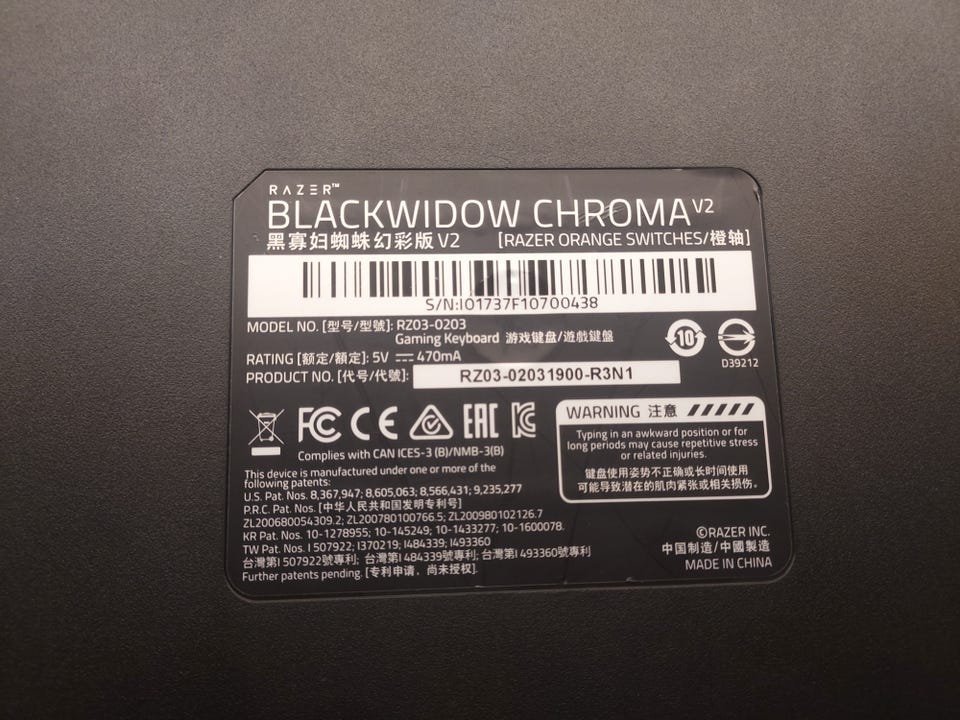 RAZER™
BLACKWIDOW CHROMA V2
黑寡妇蜘蛛幻彩版 V2 [RAZER ORANGE SWITCHES/橙轴]
S/N:IO1737F10700438
MODEL NO. [型号/型號]: RZ03-0203
Gaming Keyboard 游戏键盘/遊戲鍵盤
10
D39212
RATING [额定/額定]: 5V ⎓ 470mA
PRODUCT NO. [代号/代號]: RZ03-02031900-R3N1
FC CE EAC
Complies with CAN ICES-3 (B)/NMB-3(B)
This device is manufactured under one or more of the
following patents:
U.S. Pat. Nos. 8,367,947; 8,605,063; 8,566,431; 9,235,277
P.R.C. Pat. Nos. [中华人民共和国发明专利号]
ZL200680054309.2; ZL200780100766.5; ZL200980102126.7
KR Pat. Nos. 10-1278955; 10-145249; 10-1433277; 10-1600078.
TW Pat. Nos. I 507922; I370219; I484339; I493360
台灣第I 507922號專利; 台灣第I 484339號專利; 台灣第I 493360號專利
Further patents pending. [专利申请，尚未授权].
WARNING 注意
Typing in an awkward position or for
long periods may cause repetitive stress
or related injuries.
键盘使用姿势不正确或长时间使用
可能导致潜在的肌肉紧张或相关损伤。
©RAZER INC.
中国制造/中國製造
MADE IN CHINA